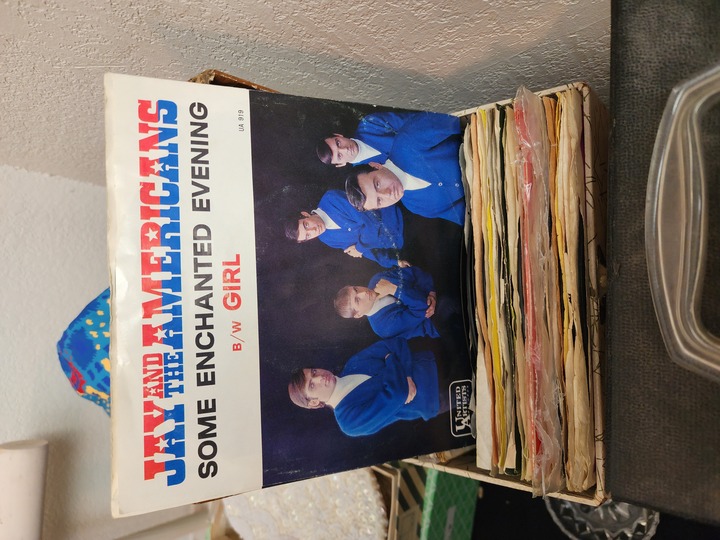 JAY AND THE AMERICANS
SOME ENCHANTED EVENING
B/W GIRL
UA 919
UNITED ARTISTS